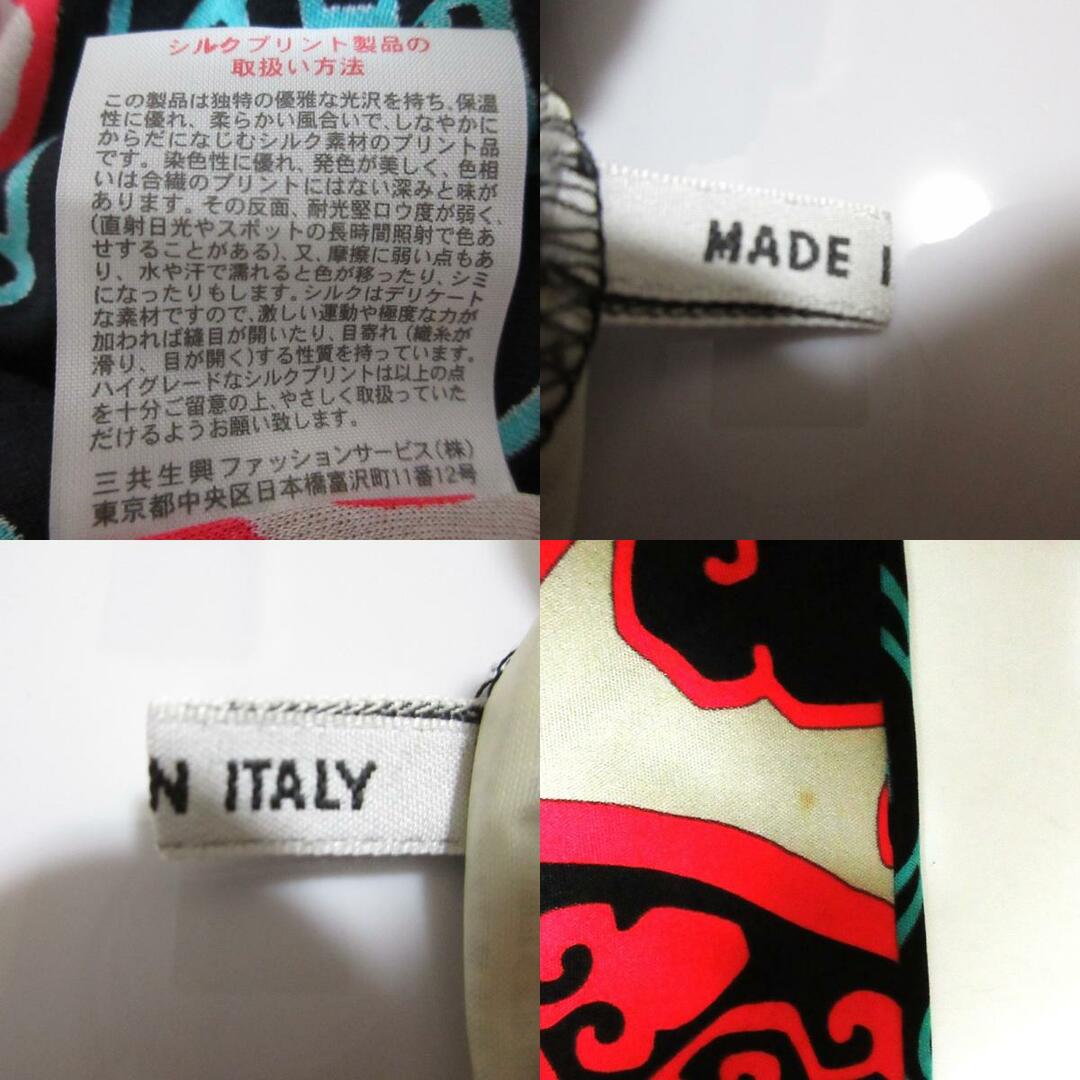 シルクプリント製品の
取扱い方法
この製品は独特の優雅な光沢を持ち、保温
性に優れ、柔らかい風合いで、しなやかに
からだになじむシルク素材のプリント品
です。染色性に優れ、発色が美しく、色相
いは合繊のプリントにはない深みと味が
あります。その反面、耐光堅ロウ度が弱く、
(直射日光やスポットの長時間照射で色あ
せすることがある)、又、摩擦に弱い点もあ
り、水や汗で濡れると色が移ったり、シミ
になったりもします。シルクはデリケート
な素材ですので、激しい運動や極度な力が
加われば縫目が開いたり、目寄れ(織糸が
滑り、目が開く)する性質を持っています。
ハイグレードなシルクプリントは以上の点
を十分ご留意の上、やさしく取扱っていた
だけるようお願い致します。
三共生興ファッションサービス(株)
東京都中央区日本橋富沢町11番12号
MADE I
N ITALY